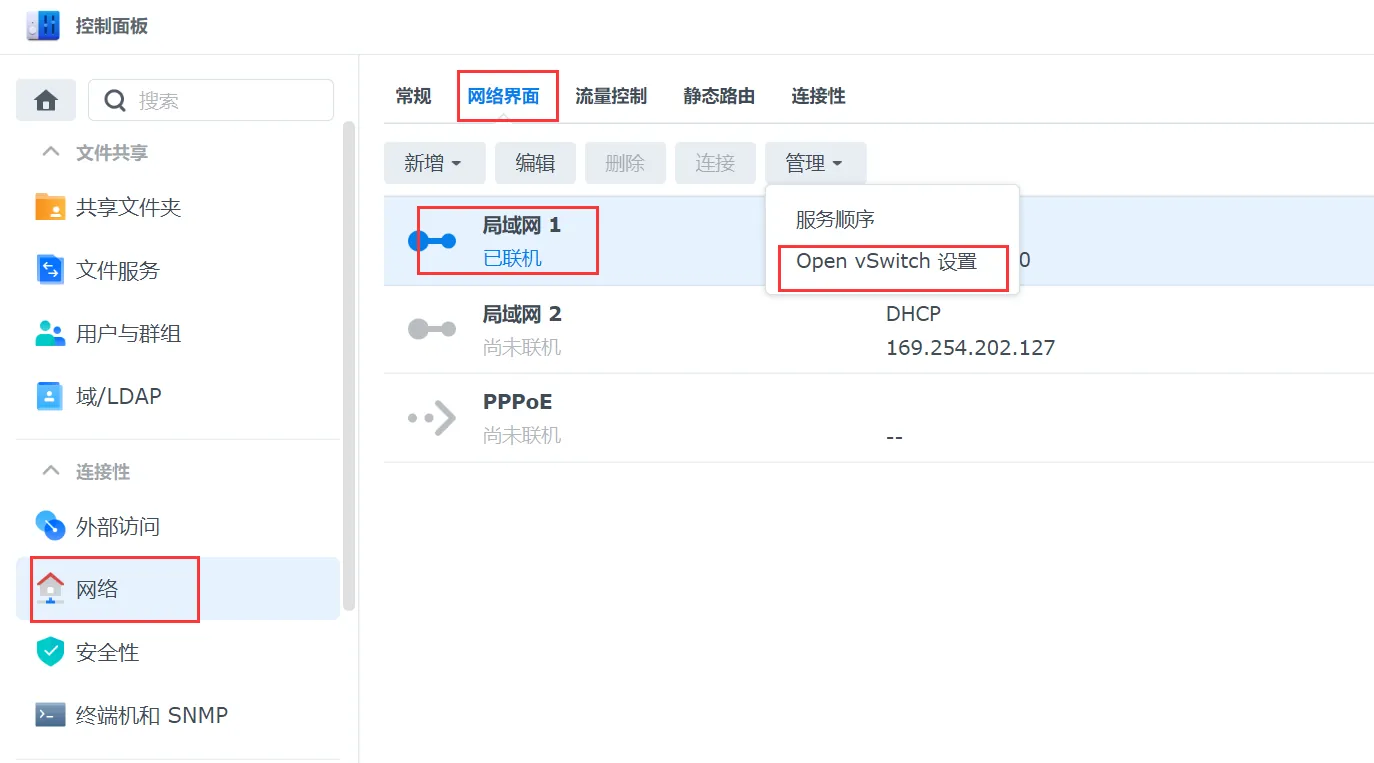 控制面板
搜索
文件共享
共享文件夹
文件服务
用户与群组
域/LDAP
连接性
外部访问
网络
安全性
终端机和 SNMP
常规 网络界面 流量控制 静态路由 连接性
新增 编辑 删除 连接 管理
服务顺序
Open vSwitch 设置
局域网 1
已联机 0
局域网 2 DHCP
尚未联机 169.254.202.127
PPPoE
尚未联机 --